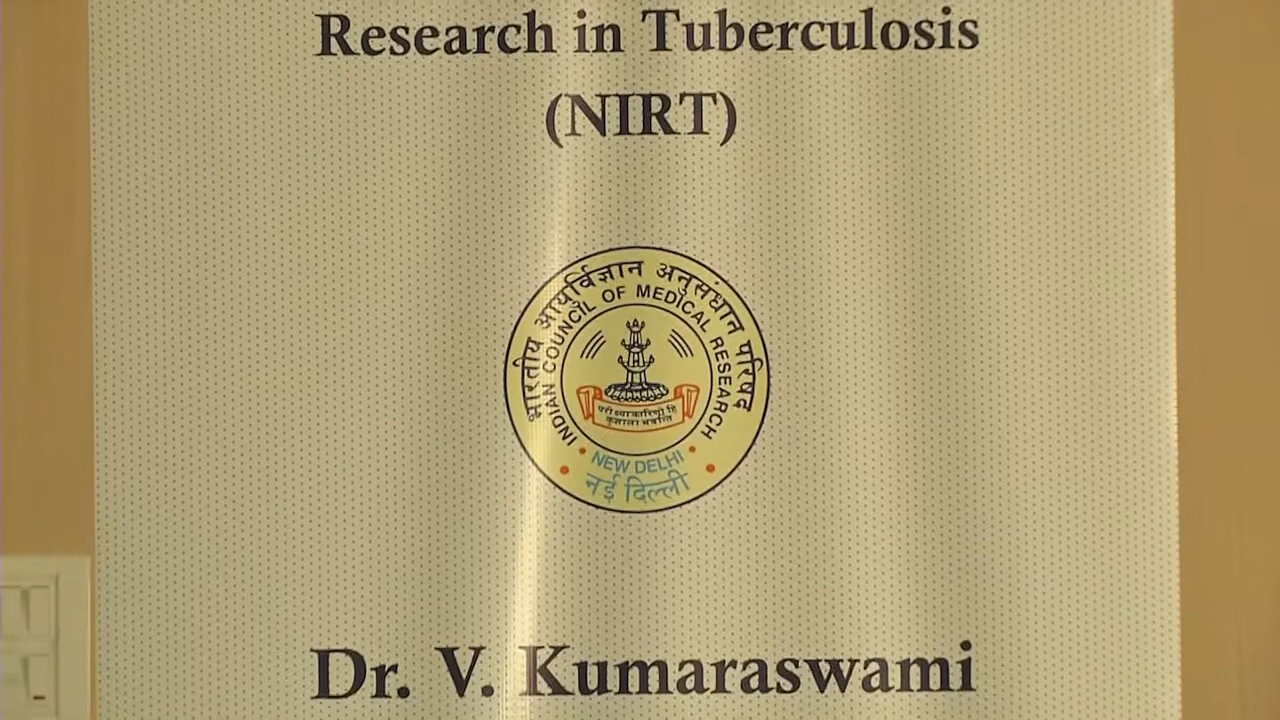 Research in Tuberculosis
(NIRT)
भारतीय आयुर्विज्ञान अनुसंधान परिषद
INDIAN COUNCIL OF MEDICAL RESEARCH
NEW DELHI
नई दिल्ली
Dr. V. Kumaraswami